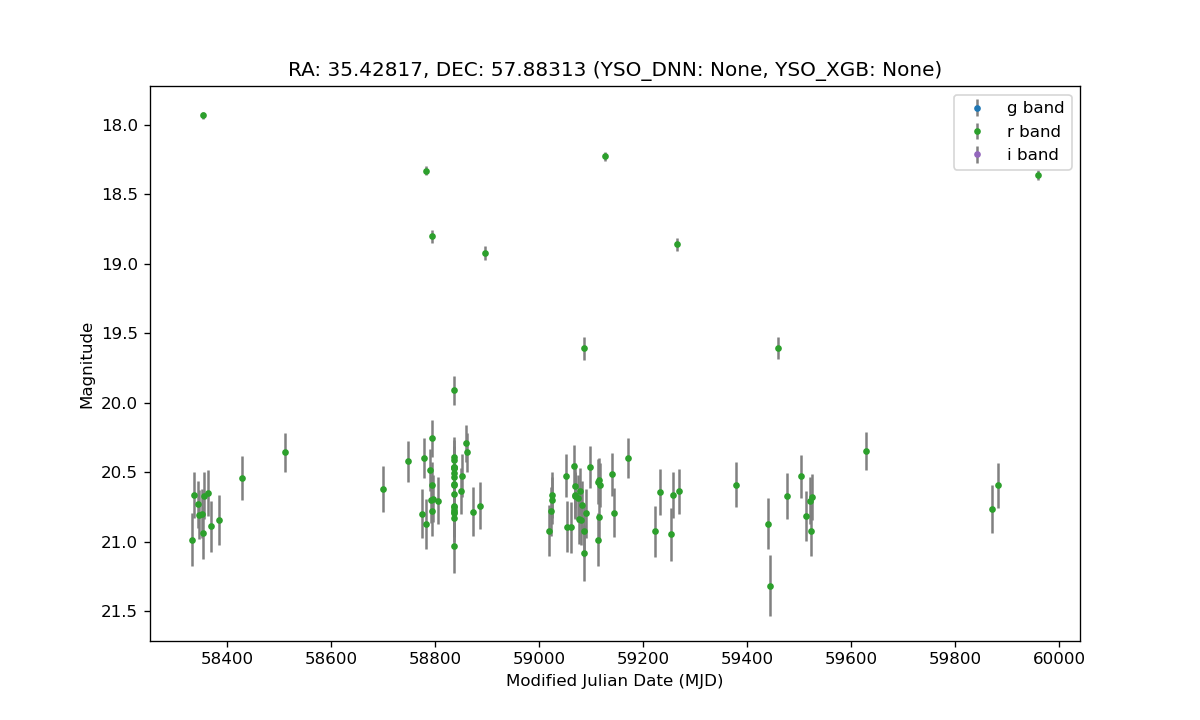 RA: 35.42817, DEC: 57.88313 (YSO_DNN: None, YSO_XGB: None)
g band
r band
i band
18.0
18.5
19.0
19.5
20.0
20.5
21.0
21.5
Magnitude
58400 58600 58800 59000 59200 59400 59600 59800 60000
Modified Julian Date (MJD)